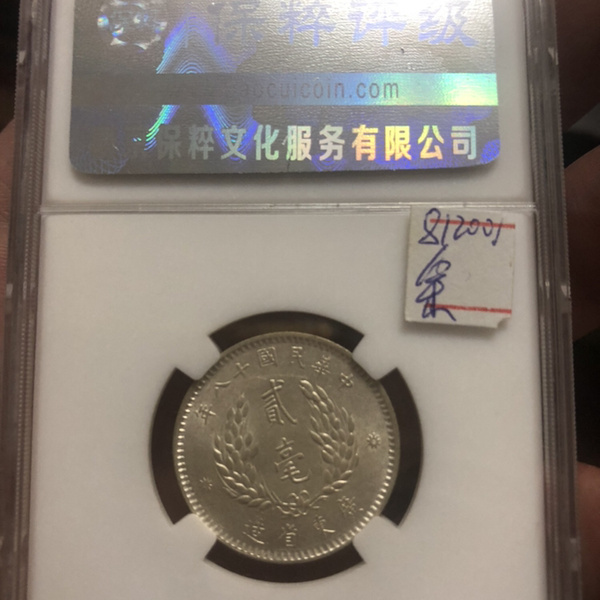 保粹评级
ocuicoin.com
保粹文化服务有限公司
812001
中華民國十八年
貳毫
廣東省造